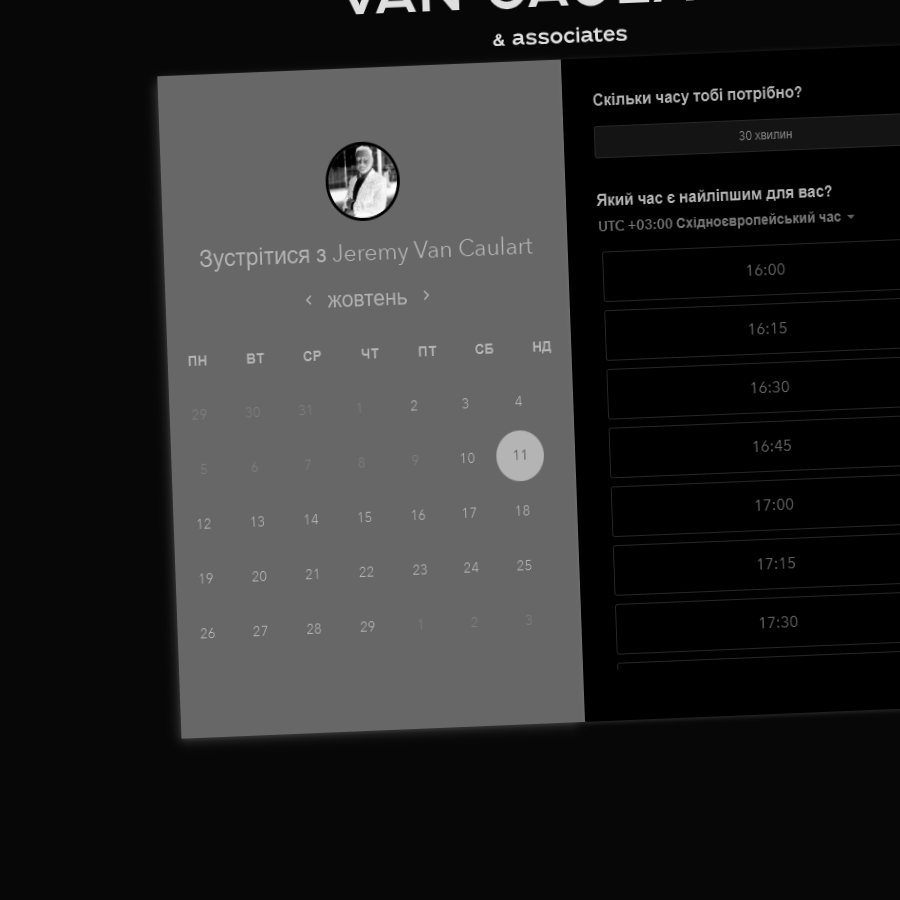 VAN CAULA
& associates
Скільки часу тобі потрібно?
30 хвилин
Який час є найліпшим для вас?
UTC +03:00 Східноєвропейський час
Зустрітися з Jeremy Van Caulart
‹ жовтень ›
ПН ВТ СР ЧТ ПТ СБ НД
29 30 31 1 2 3 4
5 6 7 8 9 10 11
12 13 14 15 16 17 18
19 20 21 22 23 24 25
26 27 28 29 1 2 3
16:00
16:15
16:30
16:45
17:00
17:15
17:30